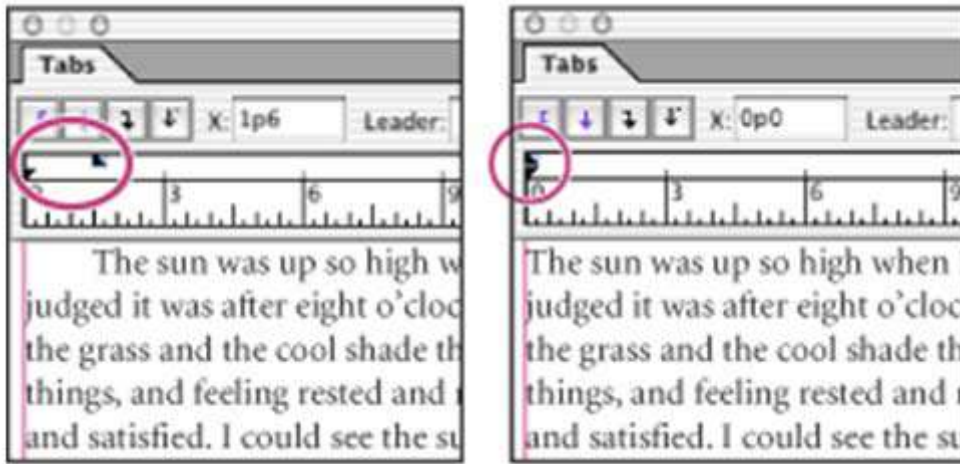 Tabs
X: 1p6 Leader:
3 6 9
The sun was up so high w
judged it was after eight o'cloc
the grass and the cool shade th
things, and feeling rested and
and satisfied. I could see the su
Tabs
X: 0p0 Leader:
0 3 6 9
The sun was up so high when
judged it was after eight o'cloc
the grass and the cool shade th
things, and feeling rested and
and satisfied. I could see the su